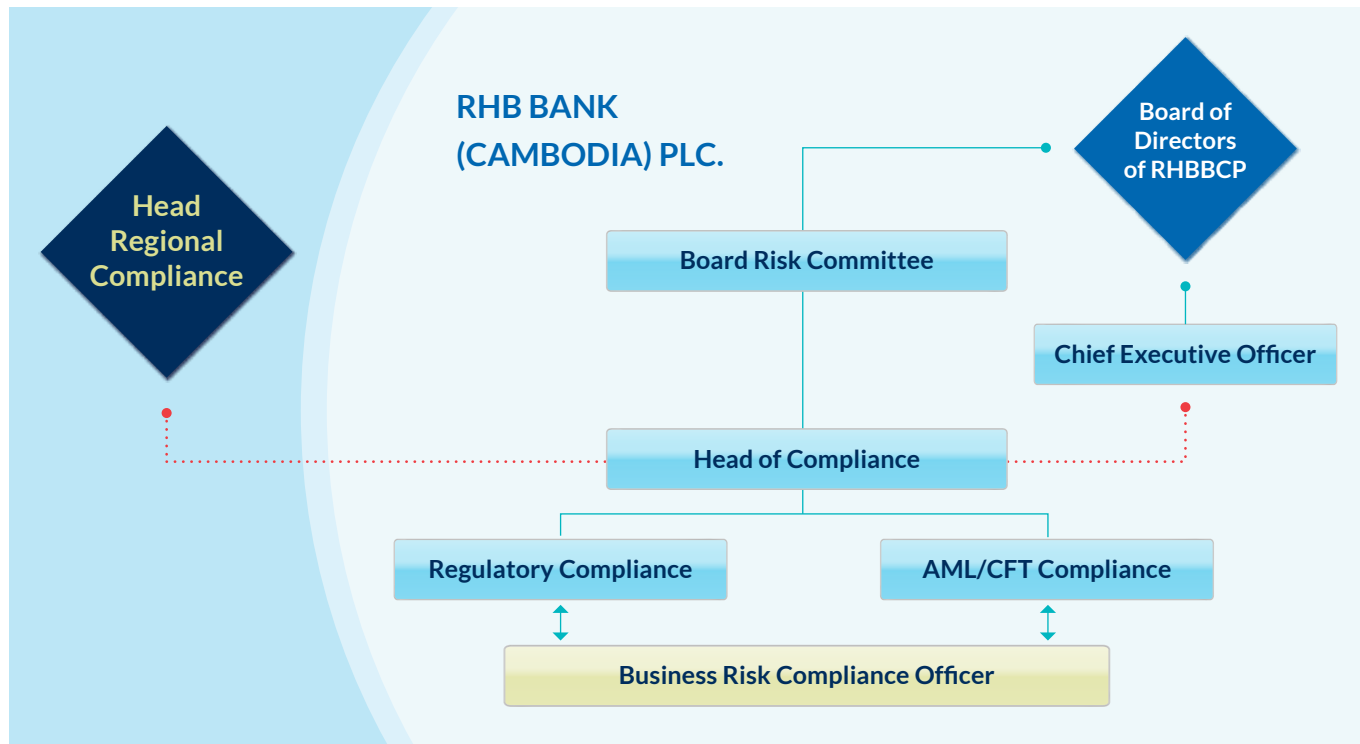 RHB BANK
(CAMBODIA) PLC.
Board of
Directors
of RHBBCP
Head
Regional
Compliance
Board Risk Committee
Chief Executive Officer
Head of Compliance
Regulatory Compliance
AML/CFT Compliance
Business Risk Compliance Officer